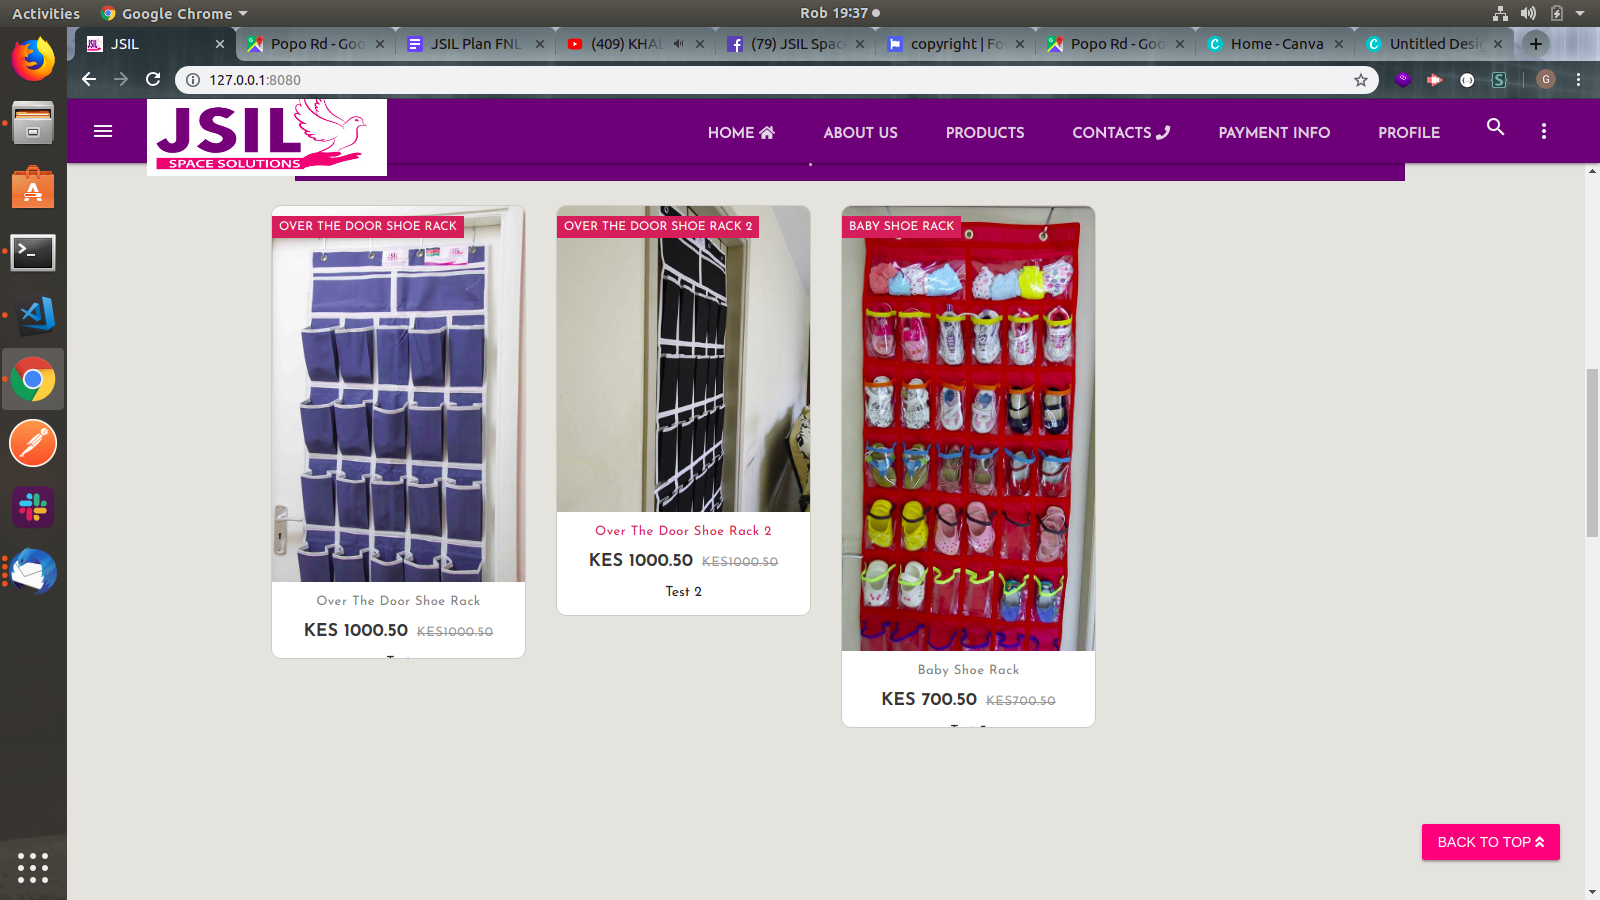 Activities Google Chrome Rob 19:37
JSIL Popo Rd - Goo JSIL Plan FNL (409) KHAL (79) JSIL Space copyright | Fo Popo Rd - Goo Home - Canva Untitled Desig
127.0.0.1:8080 G
JSIL
SPACE SOLUTIONS
HOME ABOUT US PRODUCTS CONTACTS PAYMENT INFO PROFILE
OVER THE DOOR SHOE RACK
OVER THE DOOR SHOE RACK 2
BABY SHOE RACK
Over The Door Shoe Rack 2
KES 1000.50 KES1000.50
Test 2
Over The Door Shoe Rack
KES 1000.50 KES1000.50
Baby Shoe Rack
KES 700.50 KES700.50
BACK TO TOP